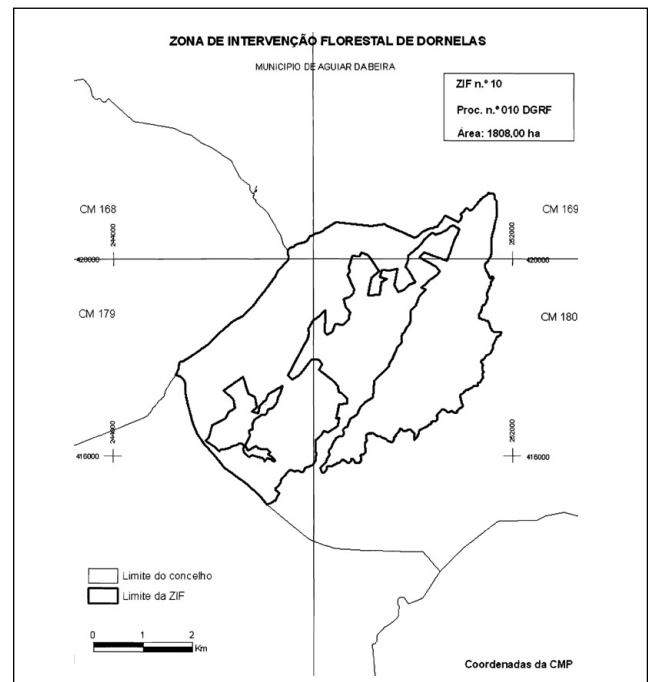 ZONA DE INTERVENÇÃO FLORESTAL DE DORNELAS
MUNICIPIO DE AGUIAR DA BEIRA
ZIF n.º 10
Proc. n.º 010 DGRF
Área: 1808,00 ha
CM 168
CM 169
244000
252000
420000
420000
CM 179
CM 180
244000
252000
416000
416000
Limite do concelho
Limite da ZIF
0 1 2
Km
Coordenadas da CMP